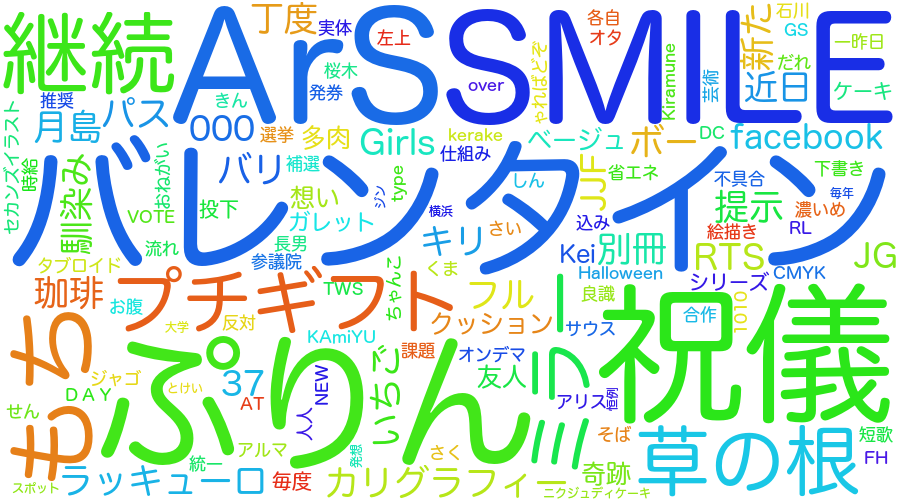 継続
ArS
SMILE
丁度
実体
左上
各自
オタ
新た
石川
GS
一昨日
桜木
over
やればどぞ
Kiramune
芸術
近日
だれ
ケーキ
推奨
パス
きん
発券
月島
000
選挙
多肉
Girls
kerake
仕組み
ベージュ
ボー
DC
facebook
セカンズイラスト
時給
馴染み
おねがい
バリ
補選
type
しん
JJF
省エネ
不具合
下書き
毎年
バレンタイン
VOTE
投下
想い
ジン
横浜
込み
提示
濃いめ
流れ
長男
ガレット
キリ
さい
Kei
別冊
絵描き
RL
RTS
JG
タブロイド
参議院
ちゃんこ
くま
Halloween
シリーズ
CMYK
珈琲
プチギフト
TWS
フル
良識
お腹
大学
反対
KAmiYU
クッション
サウス
合作
1010
祝儀
もち
ぷりん
ミラー
ジャゴ
とけい
37
課題
オンデマ
DAY
AT
NEW
いちご
友人
アリス
恒例
せん
人人
アルマ
さく
そば
草の根
短歌
統一
発想
FH
スポット
ラッキューロ
毎度
カリグラフィー
奇跡
ニクジュディケーキ